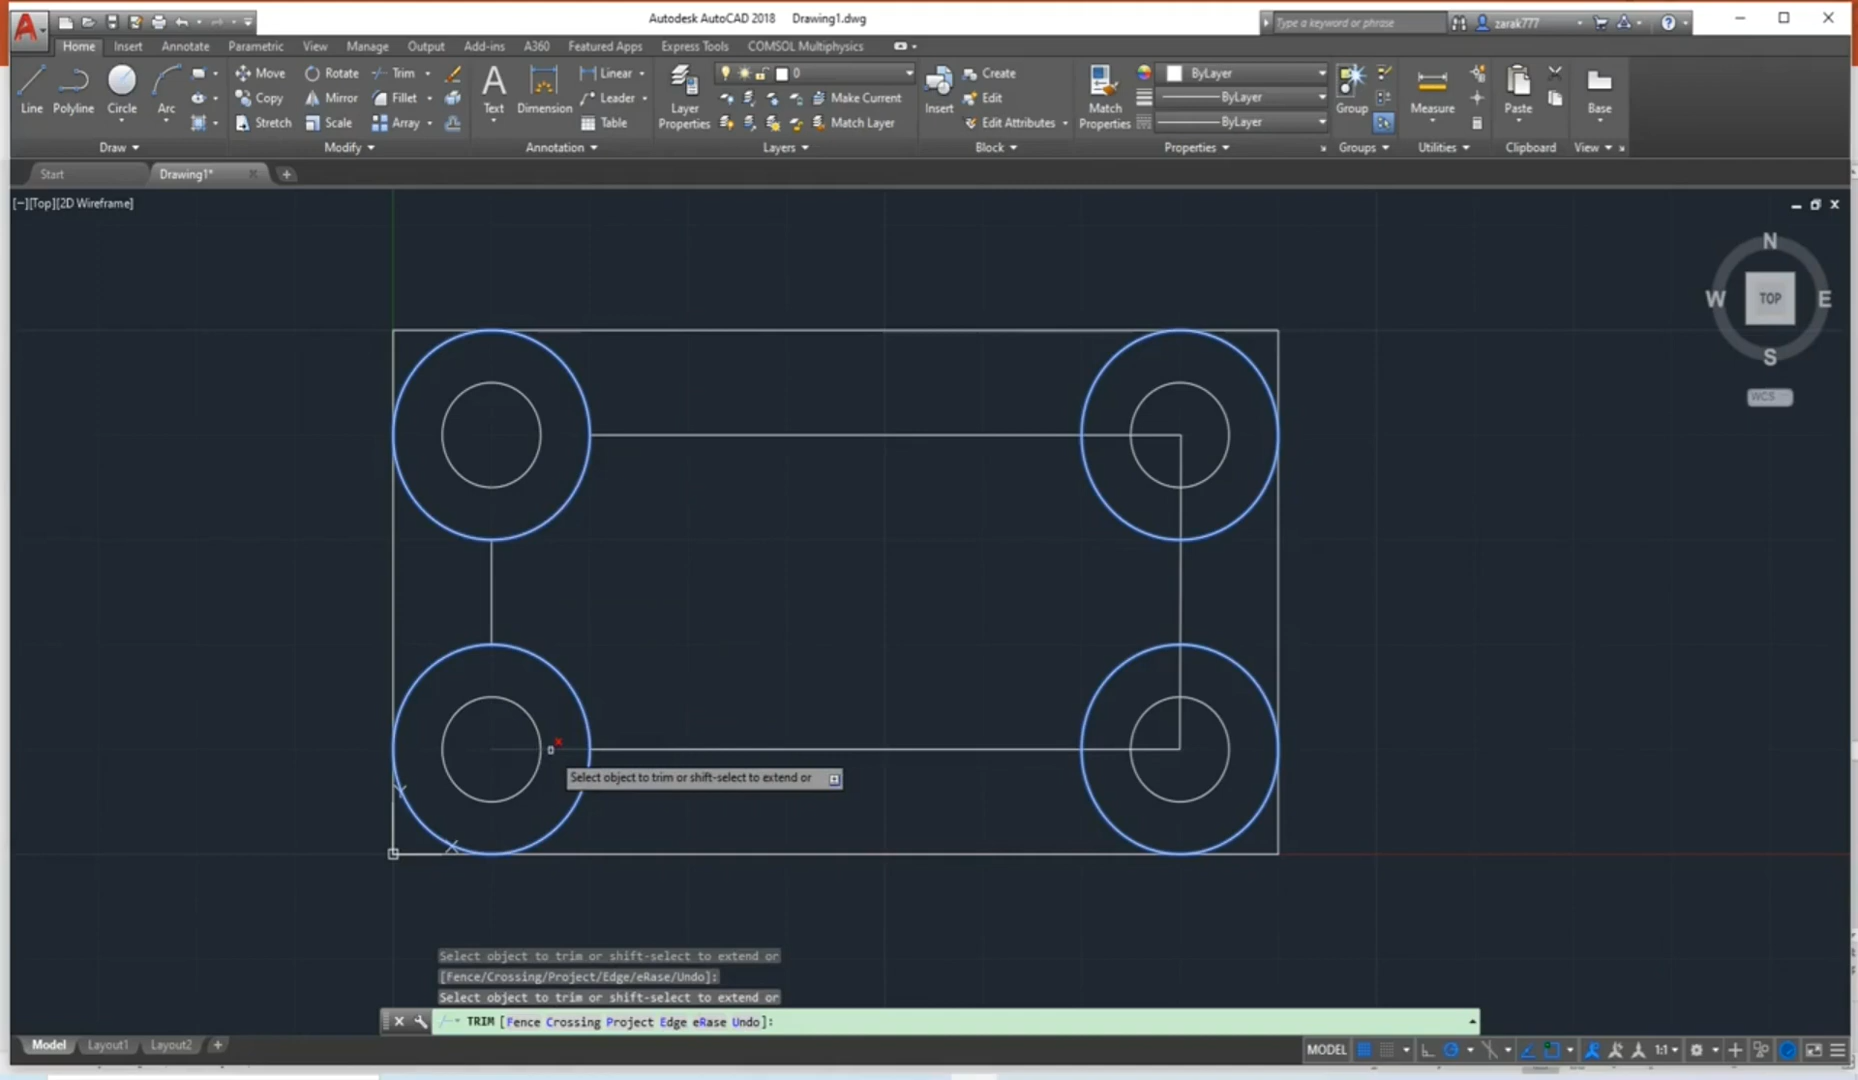 Autodesk AutoCAD 2018 Drawing1.dwg
Type a keyword or phrase
zarak777
Home Insert Annotate Parametric View Manage Output Add-ins A360 Featured Apps Express Tools COMSOL Multiphysics
Line
Polyline
Circle
Arc
Draw
Move
Copy
Stretch
Rotate
Mirror
Scale
Trim
Fillet
Array
Modify
Text
Dimension
Linear
Leader
Table
Annotation
Layer
Properties
0
Make Current
Match Layer
Layers
Insert
Create
Edit
Edit Attributes
Block
Match
Properties
ByLayer
ByLayer
ByLayer
Properties
Group
Groups
Measure
Utilities
Paste
Clipboard
Base
View
Start
Drawing1*
[−][Top][2D Wireframe]
N
W
TOP
E
S
WCS
Select object to trim or shift-select to extend or
Y
X
Select object to trim or shift-select to extend or
[Fence/Crossing/Project/Edge/eRase/Undo]:
Select object to trim or shift-select to extend or
TRIM [Fence Crossing Project Edge eRase Undo]:
Model Layout1 Layout2 +
MODEL
1:1